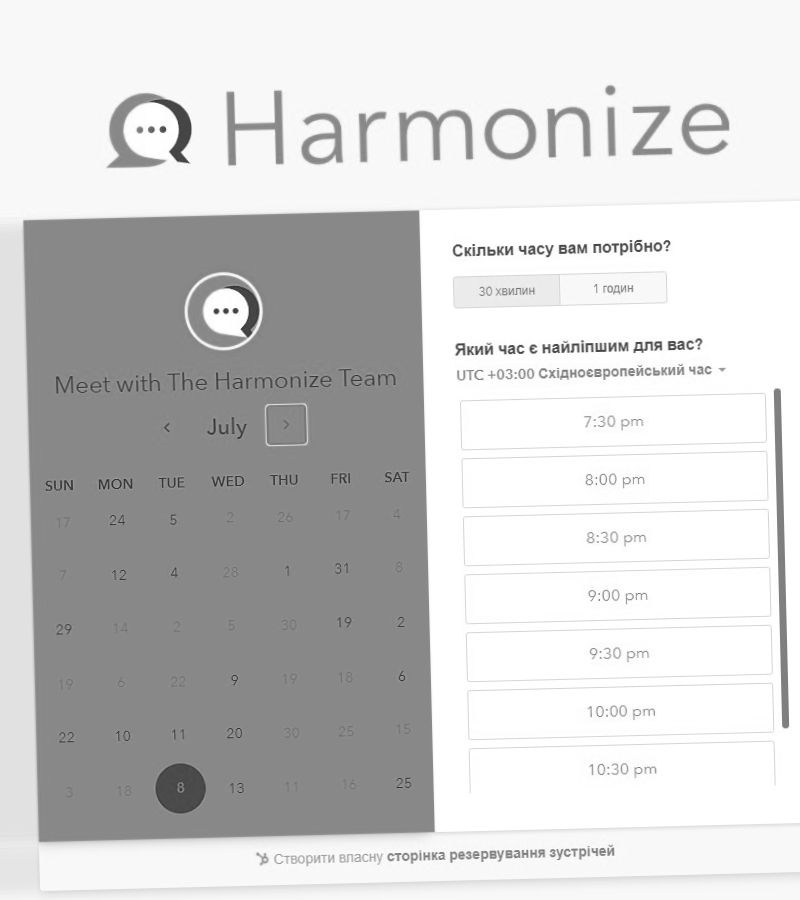 Harmonize
Meet with The Harmonize Team
July
SUN MON TUE WED THU FRI SAT
17 24 5 2 26 17 4
7 12 4 28 1 31 8
29 14 2 5 30 19 2
19 6 22 9 19 18 6
22 10 11 20 30 25 15
3 18 8 13 11 16 25
Скільки часу вам потрібно?
30 хвилин 1 годин
Який час є найліпшим для вас?
UTC +03:00 Східноєвропейський час
7:30 pm
8:00 pm
8:30 pm
9:00 pm
9:30 pm
10:00 pm
10:30 pm
Створити власну сторінка резервування зустрічей